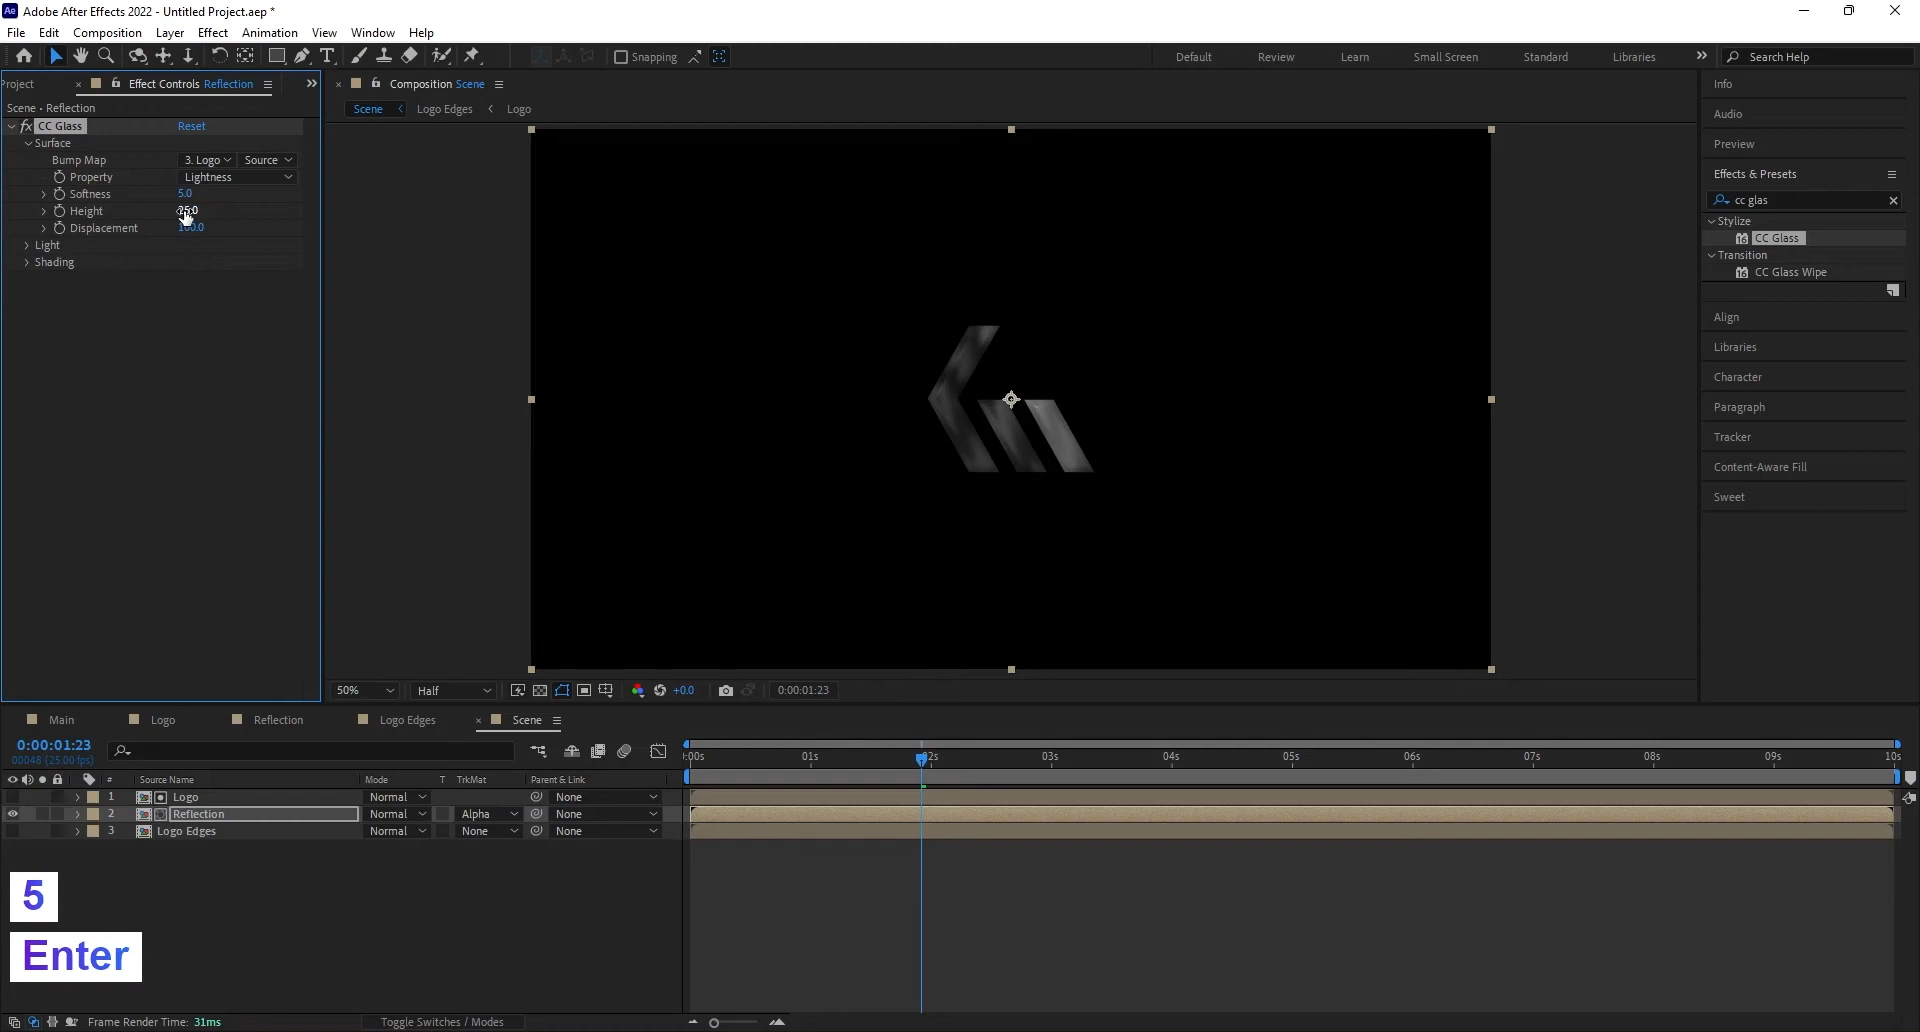 Ae Adobe After Effects 2022 - Untitled Project.aep *
File Edit Composition Layer Effect Animation View Window Help
Snapping
Default Review Learn Small Screen Standard Libraries
Search Help
Project
Effect Controls Reflection
Scene • Reflection
fx CC Glass Reset
Surface
Bump Map 3. Logo Source
Property Lightness
Softness 5.0
Height
Displacement 100.0
Light
Shading
Composition Scene
Scene Logo Edges Logo
50% Half +0.0 0:00:01:23
Info
Audio
Preview
Effects & Presets
cc glas
Stylize
16 CC Glass
Transition
16 CC Glass Wipe
Align
Libraries
Character
Paragraph
Tracker
Content-Aware Fill
Sweet
Main Logo Reflection Logo Edges Scene
0:00:01:23
00048 (25.00 fps)
# Source Name Mode T TrkMat Parent & Link
:00s 01s 02s 03s 04s 05s 06s 07s 08s 09s 10s
1 Logo Normal None
2 Reflection Normal Alpha None
3 Logo Edges Normal None None
5
Enter
Frame Render Time: 31ms
Toggle Switches / Modes